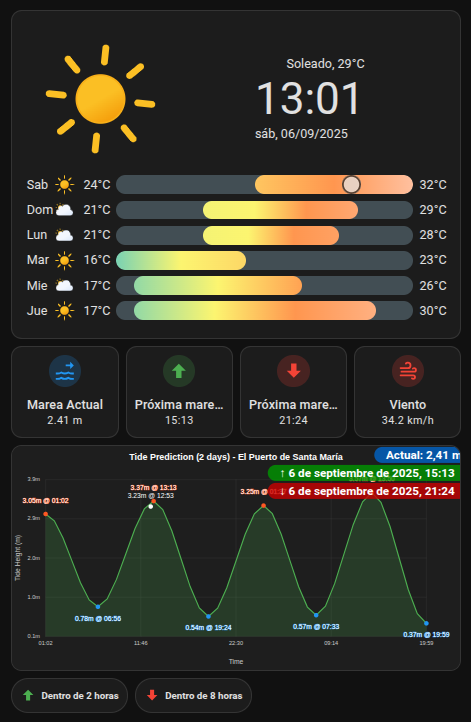 Soleado, 29°C
13:01
sáb, 06/09/2025
Sab 24°C 32°C
Dom 21°C 29°C
Lun 21°C 28°C
Mar 16°C 23°C
Mie 17°C 26°C
Jue 17°C 30°C
Marea Actual
2.41 m
Próxima mare...
15:13
Próxima mare...
21:24
Viento
34.2 km/h
Tide Prediction (2 days) - El Puerto de Santa María
Actual: 2,41 m
↑ 6 de septiembre de 2025, 15:13
↓ 6 de septiembre de 2025, 21:24
Tide Height (m)
3.9m
2.9m
2.0m
1.0m
0.1m
3.05m @ 01:02
3.37m @ 13:13
3.23m @ 12:53
3.25m @
0.78m @ 06:56
0.54m @ 19:24
0.57m @ 07:33
0.37m @ 19:59
01:02 11:46 22:30 09:14 19:59
Time
Dentro de 2 horas
Dentro de 8 horas